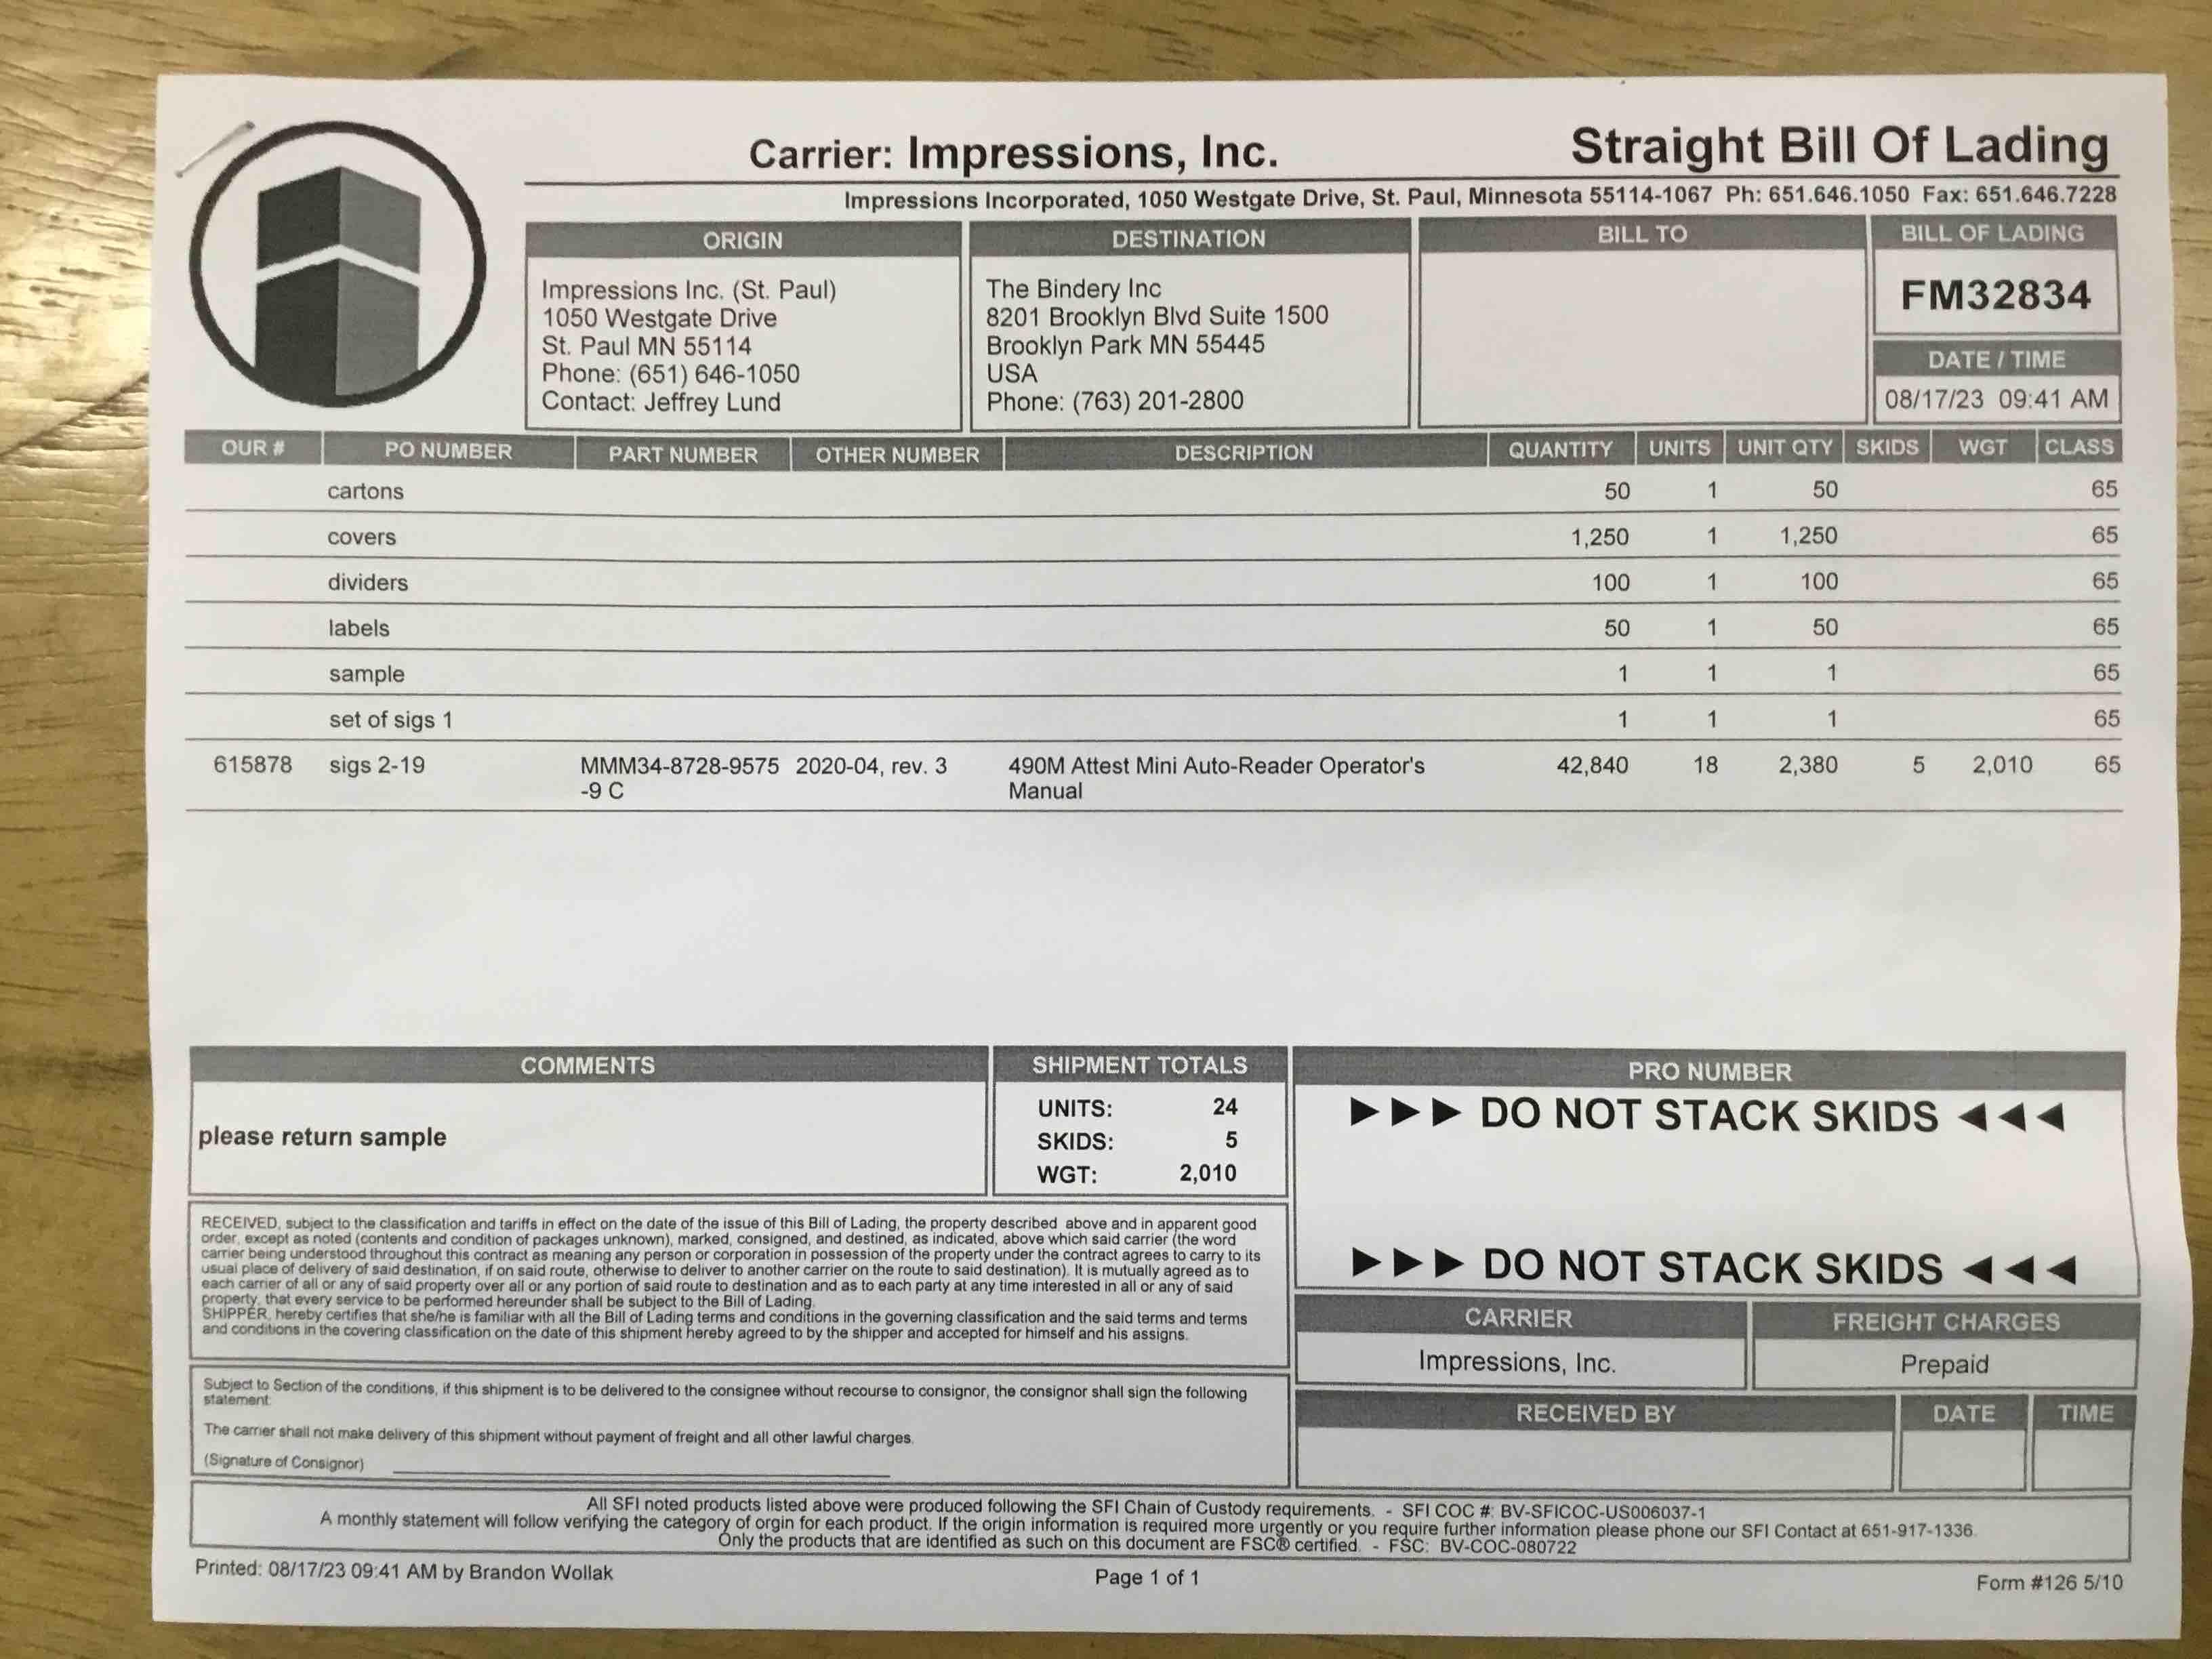 Carrier: Impressions, Inc.
Straight Bill Of Lading
Impressions Incorporated, 1050 Westgate Drive, St. Paul, Minnesota 55114-1067 Ph: 651.646.1050 Fax: 651.646.7228
ORIGIN
Impressions Inc. (St. Paul)
1050 Westgate Drive
St. Paul MN 55114
Phone: (651) 646-1050
Contact: Jeffrey Lund
DESTINATION
The Bindery Inc
8201 Brooklyn Blvd Suite 1500
Brooklyn Park MN 55445
USA
Phone: (763) 201-2800
BILL TO
BILL OF LADING
FM32834
DATE / TIME
08/17/23 09:41 AM
OUR # PO NUMBER PART NUMBER OTHER NUMBER DESCRIPTION QUANTITY UNITS UNIT QTY SKIDS WGT CLASS
cartons 50 1 50 65
covers 1,250 1 1,250 65
dividers 100 1 100 65
labels 50 1 50 65
sample 1 1 1 65
set of sigs 1 1 1 1 65
615878 sigs 2-19 MMM34-8728-9575 2020-04, rev. 3 490M Attest Mini Auto-Reader Operator's 42,840 18 2,380 5 2,010 65
-9 C Manual
COMMENTS
please return sample
SHIPMENT TOTALS
UNITS: 24
SKIDS: 5
WGT: 2,010
PRO NUMBER
►►► DO NOT STACK SKIDS ◄◄◄
►►► DO NOT STACK SKIDS ◄◄◄
RECEIVED, subject to the classification and tariffs in effect on the date of the issue of this Bill of Lading, the property described above and in apparent good
order, except as noted (contents and condition of packages unknown), marked, consigned, and destined, as indicated, above which said carrier (the word
carrier being understood throughout this contract as meaning any person or corporation in possession of the property under the contract agrees to carry to its
usual place of delivery of said destination, if on said route, otherwise to deliver to another carrier on the route to said destination). It is mutually agreed as to
each carrier of all or any of said property over all or any portion of said route to destination and as to each party at any time interested in all or any of said
property, that every service to be performed hereunder shall be subject to the Bill of Lading.
SHIPPER, hereby certifies that she/he is familiar with all the Bill of Lading terms and conditions in the governing classification and the said terms and terms
and conditions in the covering classification on the date of this shipment hereby agreed to by the shipper and accepted for himself and his assigns.
CARRIER
Impressions, Inc.
FREIGHT CHARGES
Prepaid
Subject to Section of the conditions, if this shipment is to be delivered to the consignee without recourse to consignor, the consignor shall sign the following
statement:
The carrier shall not make delivery of this shipment without payment of freight and all other lawful charges.
(Signature of Consignor)
RECEIVED BY DATE TIME
All SFI noted products listed above were produced following the SFI Chain of Custody requirements. - SFI COC #: BV-SFICOC-US006037-1
A monthly statement will follow verifying the category of orgin for each product. If the origin information is required more urgently or you require further information please phone our SFI Contact at 651-917-1336.
Only the products that are identified as such on this document are FSC® certified. - FSC: BV-COC-080722
Printed: 08/17/23 09:41 AM by Brandon Wollak
Page 1 of 1
Form #126 5/10